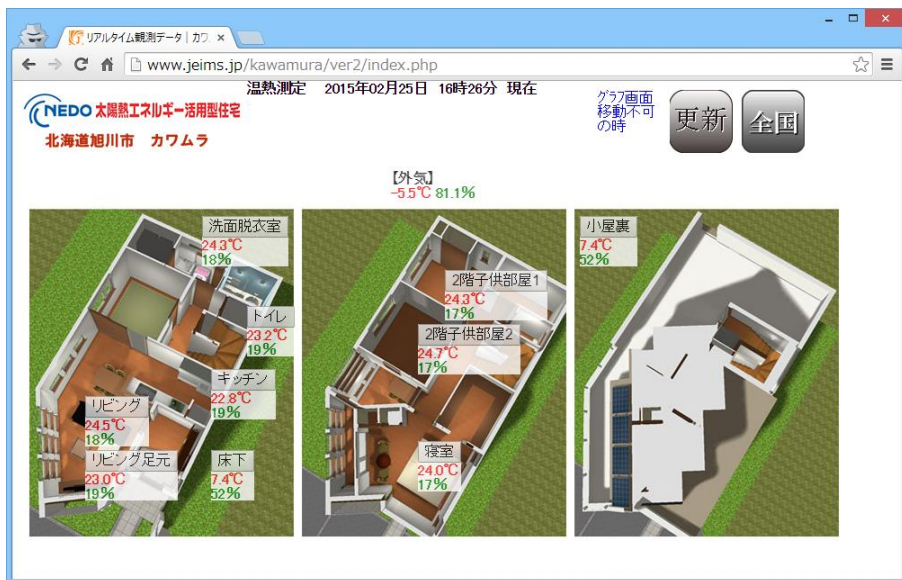 リアルタイム観測データ | カワ
www.jeims.jp/kawamura/ver2/index.php
温熱測定 2015年02月25日 16時26分 現在
NEDO 太陽熱エネルギー活用型住宅
北海道旭川市 カワムラ
グラフ画面
移動不可
の時
更新
全国
【外気】
-5.5℃ 81.1%
洗面脱衣室
24.3℃
18%
トイレ
23.2℃
19%
キッチン
22.8℃
19%
リビング
24.5℃
18%
リビング足元
23.0℃
19%
床下
7.4℃
52%
2階子供部屋1
24.3℃
17%
2階子供部屋2
24.7℃
17%
寝室
24.0℃
17%
小屋裏
7.4℃
52%